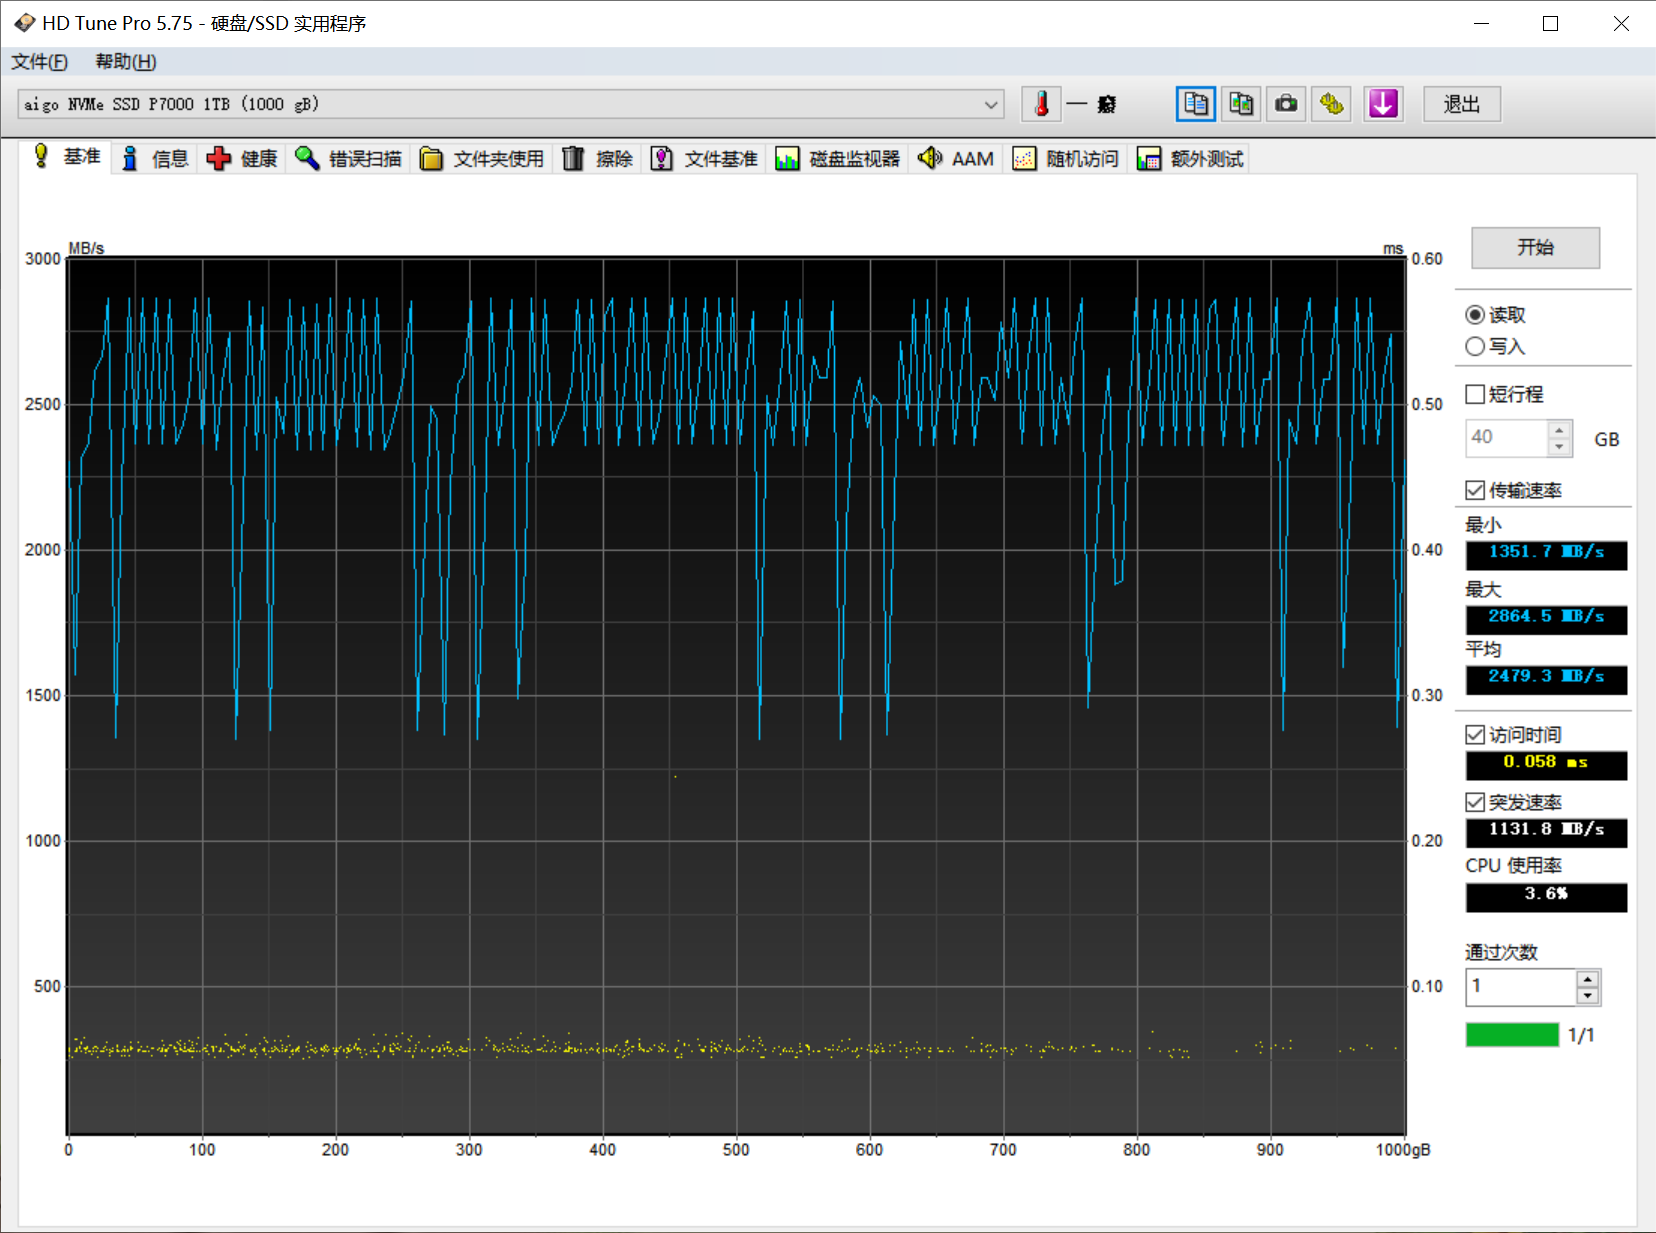 HD Tune Pro 5.75 - 硬盘/SSD 实用程序
文件(F) 帮助(H)
aigo NVMe SSD P7000 1TB (1000 gB)
退出
基准 信息 健康 错误扫描 文件夹使用 擦除 文件基准 磁盘监视器 AAM 随机访问 额外测试
MB/s
ms
3000
2500
2000
1500
1000
500
0.60
0.50
0.40
0.30
0.20
0.10
0 100 200 300 400 500 600 700 800 900 1000gB
开始
读取
写入
短行程
40 GB
传输速率
最小
1351.7 MB/s
最大
2864.5 MB/s
平均
2479.3 MB/s
访问时间
0.058 ms
突发速率
1131.8 MB/s
CPU 使用率
3.6%
通过次数
1
1/1